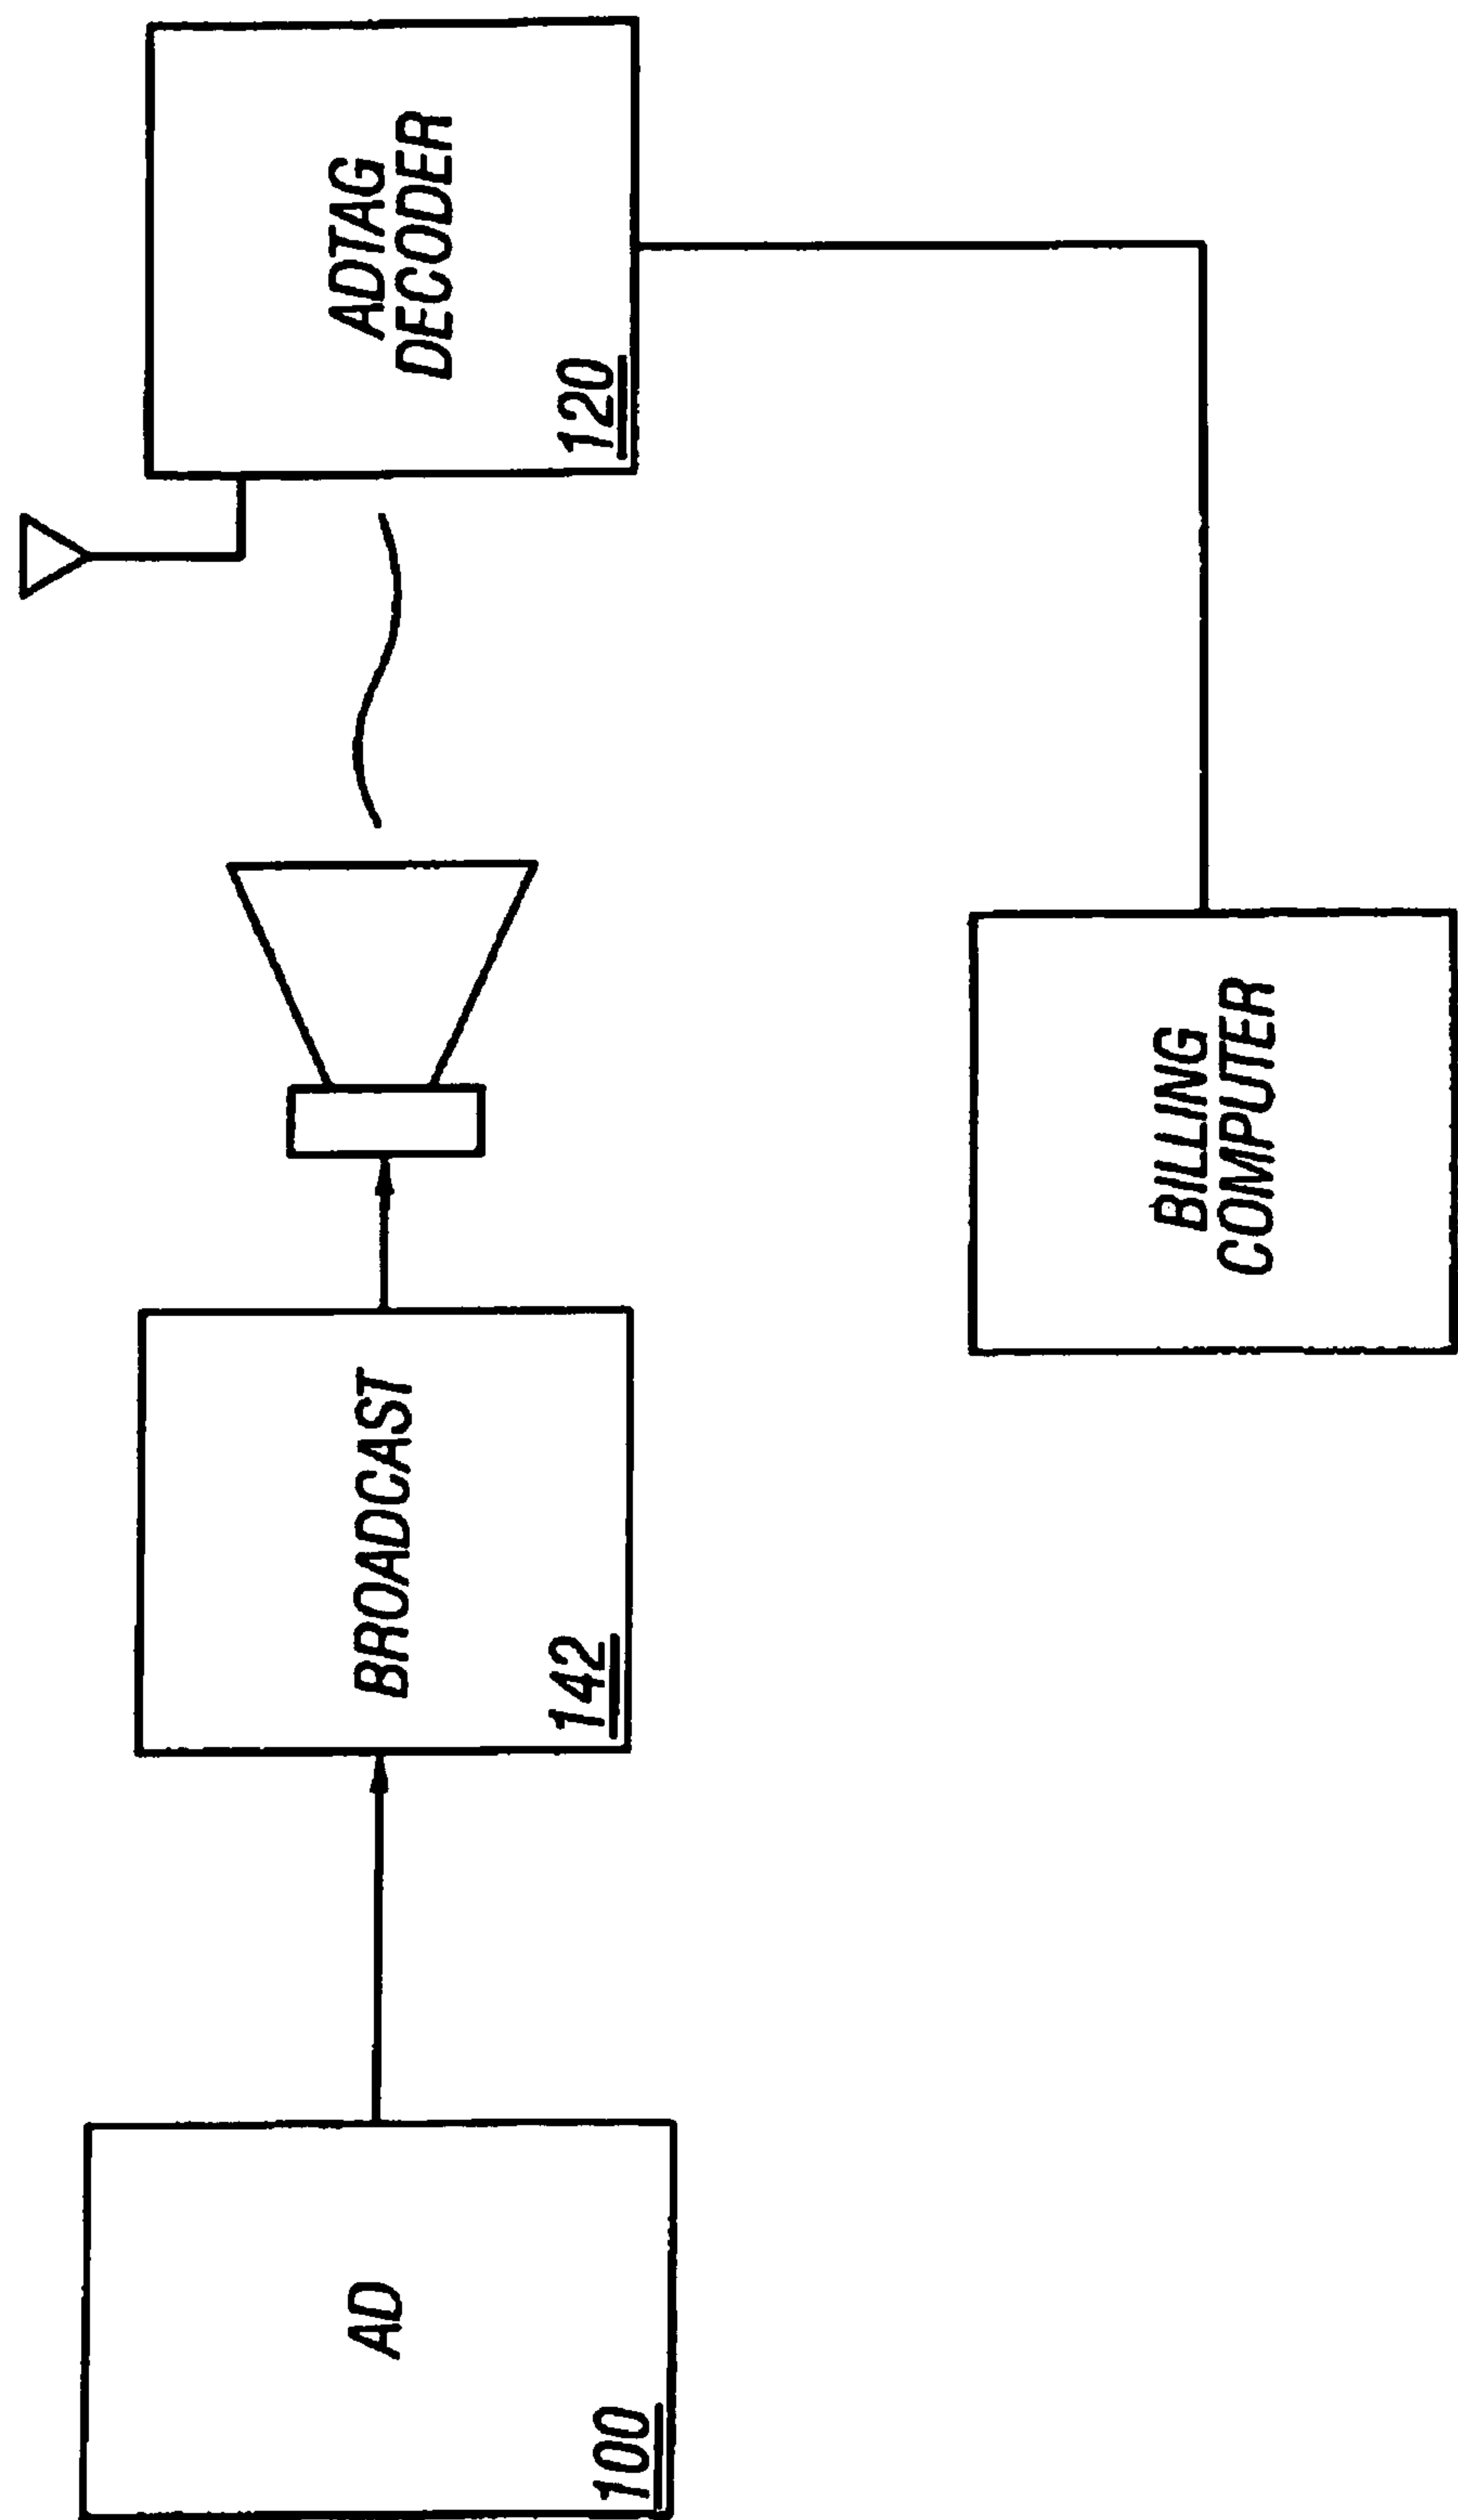 AD
100
BROADCAST
142
ADTAG
DECODER
120
BILLING
COMPUTER